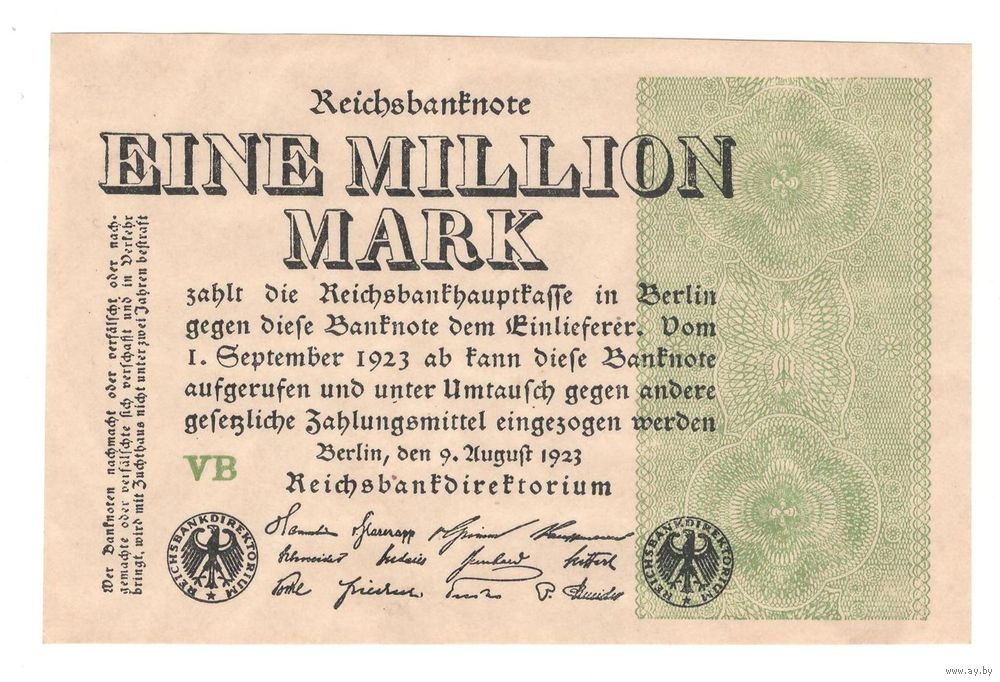 Reichsbanknote
EINE MILLION
MARK
zahlt die Reichsbankhauptkasse in Berlin
gegen diese Banknote dem Einlieferer. Vom
1. September 1923 ab kann diese Banknote
aufgerufen und unter Umtausch gegen andere
gesetzliche Zahlungsmittel eingezogen werden
Berlin, den 9. August 1923
Reichsbankdirektorium
VB
Wer Banknoten nachmacht oder verfälscht oder nach-
gemachte oder verfälschte sich verschafft und in Verkehr
bringt, wird mit Zuchthaus nicht unter zwei Jahren bestraft
REICHSBANKDIREKTORIUM
REICHSBANKDIREKTORIUM
www.ay.by